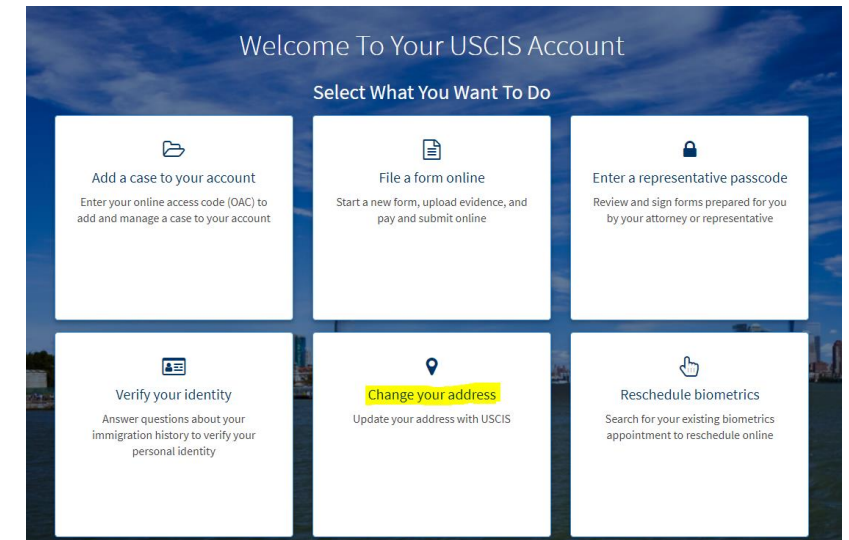 Welcome To Your USCIS Account
Select What You Want To Do
Add a case to your account
Enter your online access code (OAC) to
add and manage a case to your account
File a form online
Start a new form, upload evidence, and
pay and submit online
Enter a representative passcode
Review and sign forms prepared for you
by your attorney or representative
Verify your identity
Answer questions about your
immigration history to verify your
personal identity
Change your address
Update your address with USCIS
Reschedule biometrics
Search for your existing biometrics
appointment to reschedule online